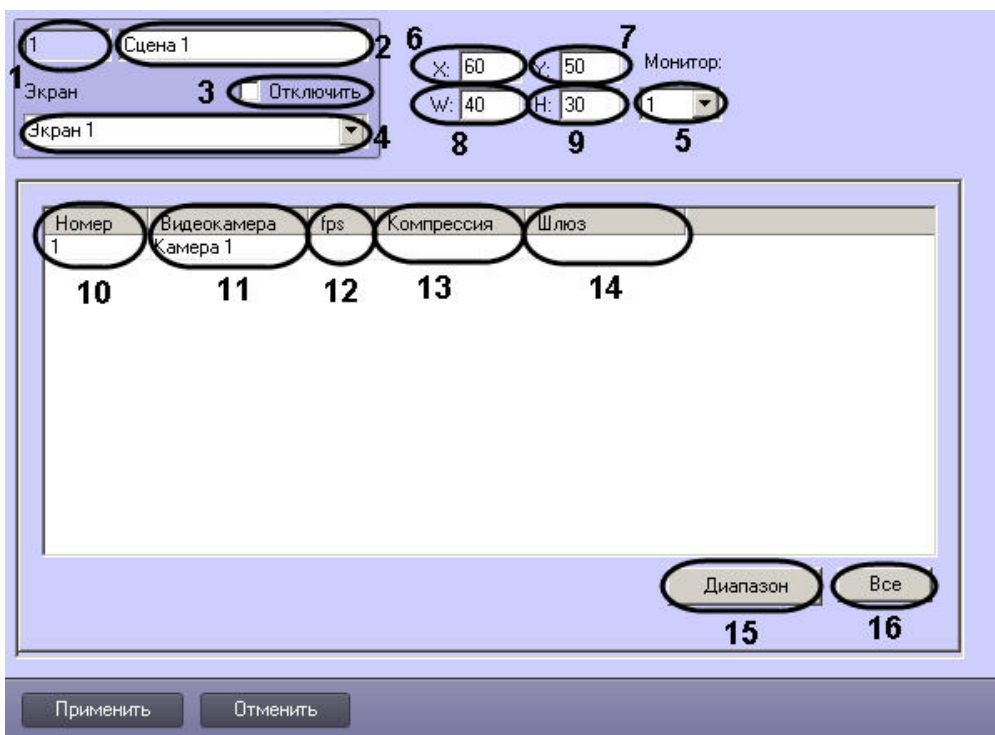 1 Сцена 1 2 6 7
1 X: 60 Y: 50 Монитор:
Экран 3 Отключить W: 40 H: 30 1
Экран 1 4 8 9 5
Номер Видеокамера fps Компрессия Шлюз
1 Камера 1
10 11 12 13 14
Диапазон Все
15 16
Применить Отменить